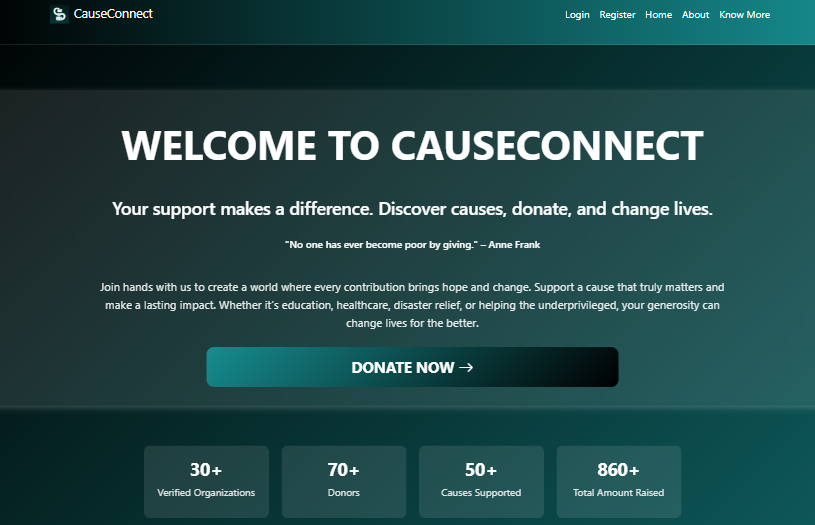 CauseConnect
Login Register Home About Know More
WELCOME TO CAUSECONNECT
Your support makes a difference. Discover causes, donate, and change lives.
"No one has ever become poor by giving." – Anne Frank
Join hands with us to create a world where every contribution brings hope and change. Support a cause that truly matters and
make a lasting impact. Whether it's education, healthcare, disaster relief, or helping the underprivileged, your generosity can
change lives for the better.
DONATE NOW →
30+
Verified Organizations
70+
Donors
50+
Causes Supported
860+
Total Amount Raised